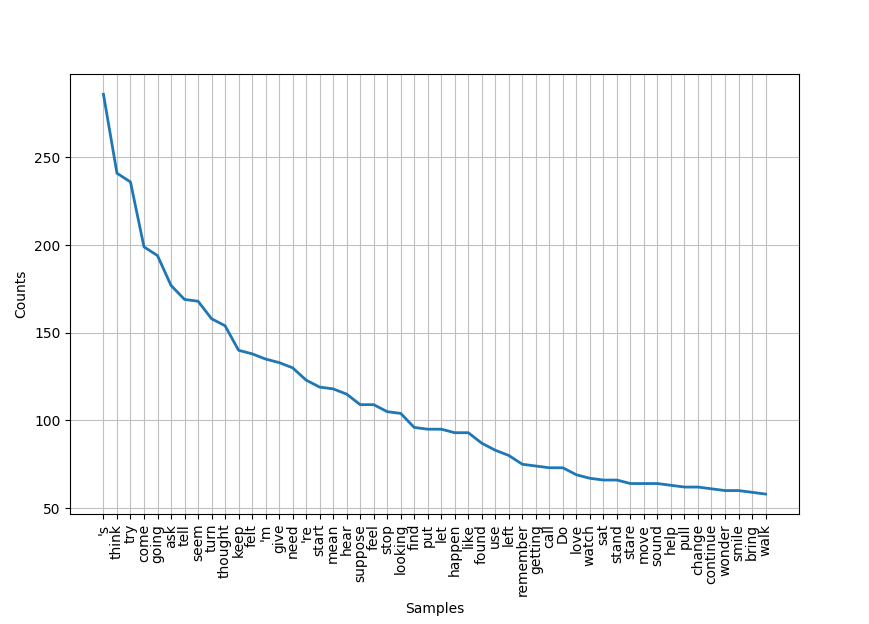 250
200
150
100
50
Counts
's
think
try
come
going
ask
tell
seem
turn
thought
keep
felt
'm
give
need
're
start
mean
hear
suppose
feel
stop
looking
find
put
let
happen
like
found
use
left
remember
getting
call
Do
love
watch
sat
stand
stare
move
sound
help
pull
change
continue
wonder
smile
bring
walk
Samples